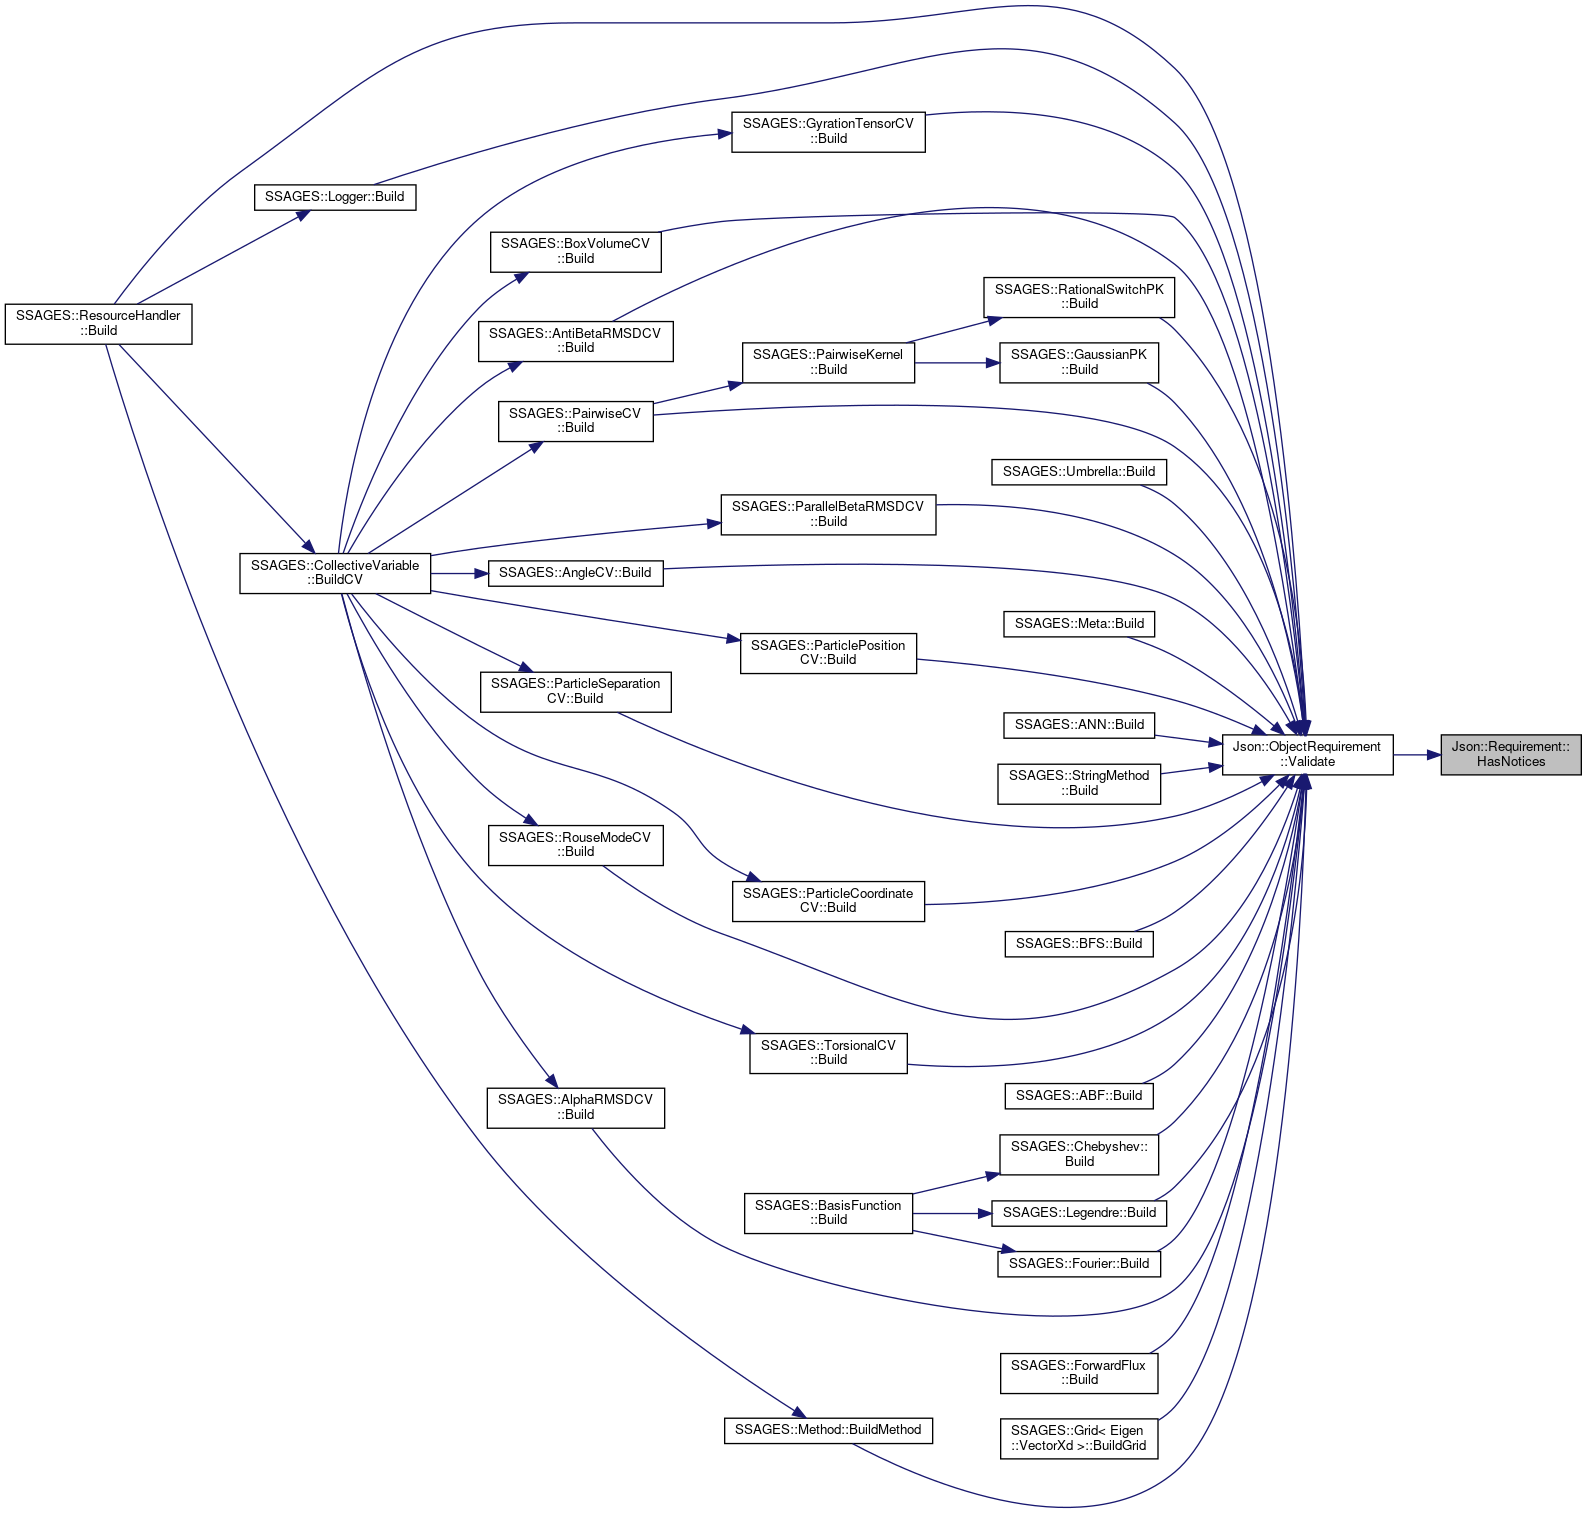 SSAGES::GyrationTensorCV
::Build
SSAGES::Logger::Build
SSAGES::BoxVolumeCV
::Build
SSAGES::RationalSwitchPK
::Build
SSAGES::ResourceHandler
::Build
SSAGES::AntiBetaRMSDCV
::Build
SSAGES::PairwiseKernel
::Build
SSAGES::GaussianPK
::Build
SSAGES::PairwiseCV
::Build
SSAGES::Umbrella::Build
SSAGES::ParallelBetaRMSDCV
::Build
SSAGES::CollectiveVariable
::BuildCV
SSAGES::AngleCV::Build
SSAGES::Meta::Build
SSAGES::ParticlePosition
CV::Build
SSAGES::ParticleSeparation
CV::Build
SSAGES::ANN::Build
Json::ObjectRequirement
::Validate
Json::Requirement::
HasNotices
SSAGES::StringMethod
::Build
SSAGES::RouseModeCV
::Build
SSAGES::ParticleCoordinate
CV::Build
SSAGES::BFS::Build
SSAGES::TorsionalCV
::Build
SSAGES::ABF::Build
SSAGES::AlphaRMSDCV
::Build
SSAGES::Chebyshev::
Build
SSAGES::BasisFunction
::Build
SSAGES::Legendre::Build
SSAGES::Fourier::Build
SSAGES::ForwardFlux
::Build
SSAGES::Method::BuildMethod
SSAGES::Grid< Eigen
::VectorXd >::BuildGrid